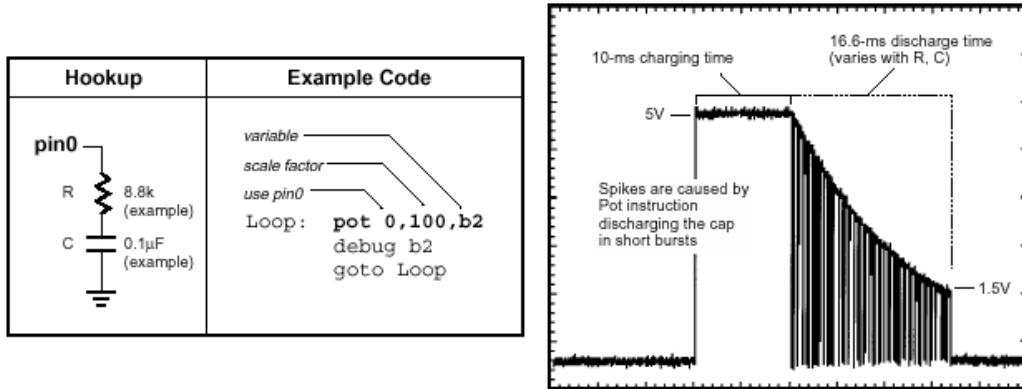 Hookup
Example Code
pin0
R
8.8k
(example)
C
0.1µF
(example)
variable
scale factor
use pin0
Loop: pot 0,100,b2
debug b2
goto Loop
10-ms charging time
16.6-ms discharge time
(varies with R, C)
5V
Spikes are caused by
Pot instruction
discharging the cap
in short bursts
1.5V